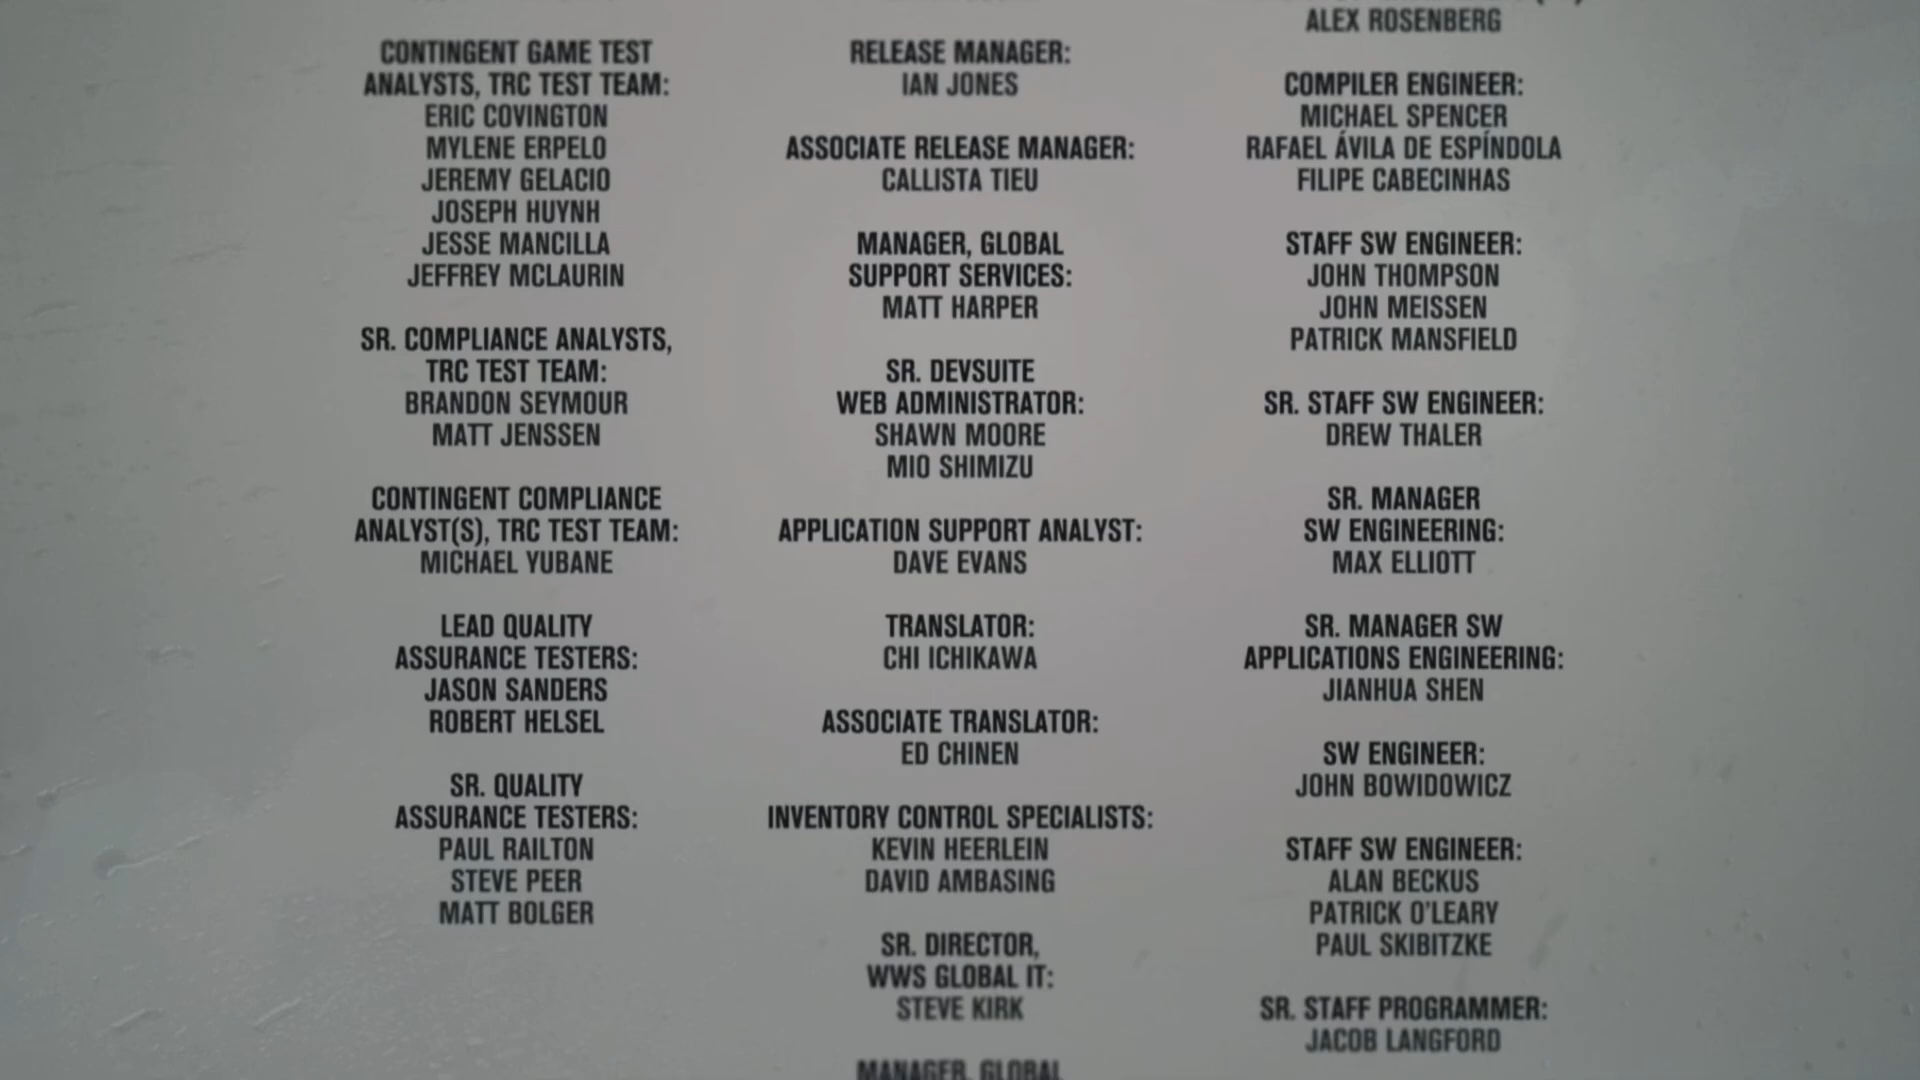 CONTINGENT GAME TEST
ANALYSTS, TRC TEST TEAM:
ERIC COVINGTON
MYLENE ERPELO
JEREMY GELACIO
JOSEPH HUYNH
JESSE MANCILLA
JEFFREY MCLAURIN
SR. COMPLIANCE ANALYSTS,
TRC TEST TEAM:
BRANDON SEYMOUR
MATT JENSSEN
CONTINGENT COMPLIANCE
ANALYST(S), TRC TEST TEAM:
MICHAEL YUBANE
LEAD QUALITY
ASSURANCE TESTERS:
JASON SANDERS
ROBERT HELSEL
SR. QUALITY
ASSURANCE TESTERS:
PAUL RAILTON
STEVE PEER
MATT BOLGER
RELEASE MANAGER:
IAN JONES
ASSOCIATE RELEASE MANAGER:
CALLISTA TIEU
MANAGER, GLOBAL
SUPPORT SERVICES:
MATT HARPER
SR. DEVSUITE
WEB ADMINISTRATOR:
SHAWN MOORE
MIO SHIMIZU
APPLICATION SUPPORT ANALYST:
DAVE EVANS
TRANSLATOR:
CHI ICHIKAWA
ASSOCIATE TRANSLATOR:
ED CHINEN
INVENTORY CONTROL SPECIALISTS:
KEVIN HEERLEIN
DAVID AMBASING
SR. DIRECTOR,
WWS GLOBAL IT:
STEVE KIRK
MANAGER, GLOBAL
ALEX ROSENBERG
COMPILER ENGINEER:
MICHAEL SPENCER
RAFAEL ÁVILA DE ESPÍNDOLA
FILIPE CABECINHAS
STAFF SW ENGINEER:
JOHN THOMPSON
JOHN MEISSEN
PATRICK MANSFIELD
SR. STAFF SW ENGINEER:
DREW THALER
SR. MANAGER
SW ENGINEERING:
MAX ELLIOTT
SR. MANAGER SW
APPLICATIONS ENGINEERING:
JIANHUA SHEN
SW ENGINEER:
JOHN BOWIDOWICZ
STAFF SW ENGINEER:
ALAN BECKUS
PATRICK O'LEARY
PAUL SKIBITZKE
SR. STAFF PROGRAMMER:
JACOB LANGFORD